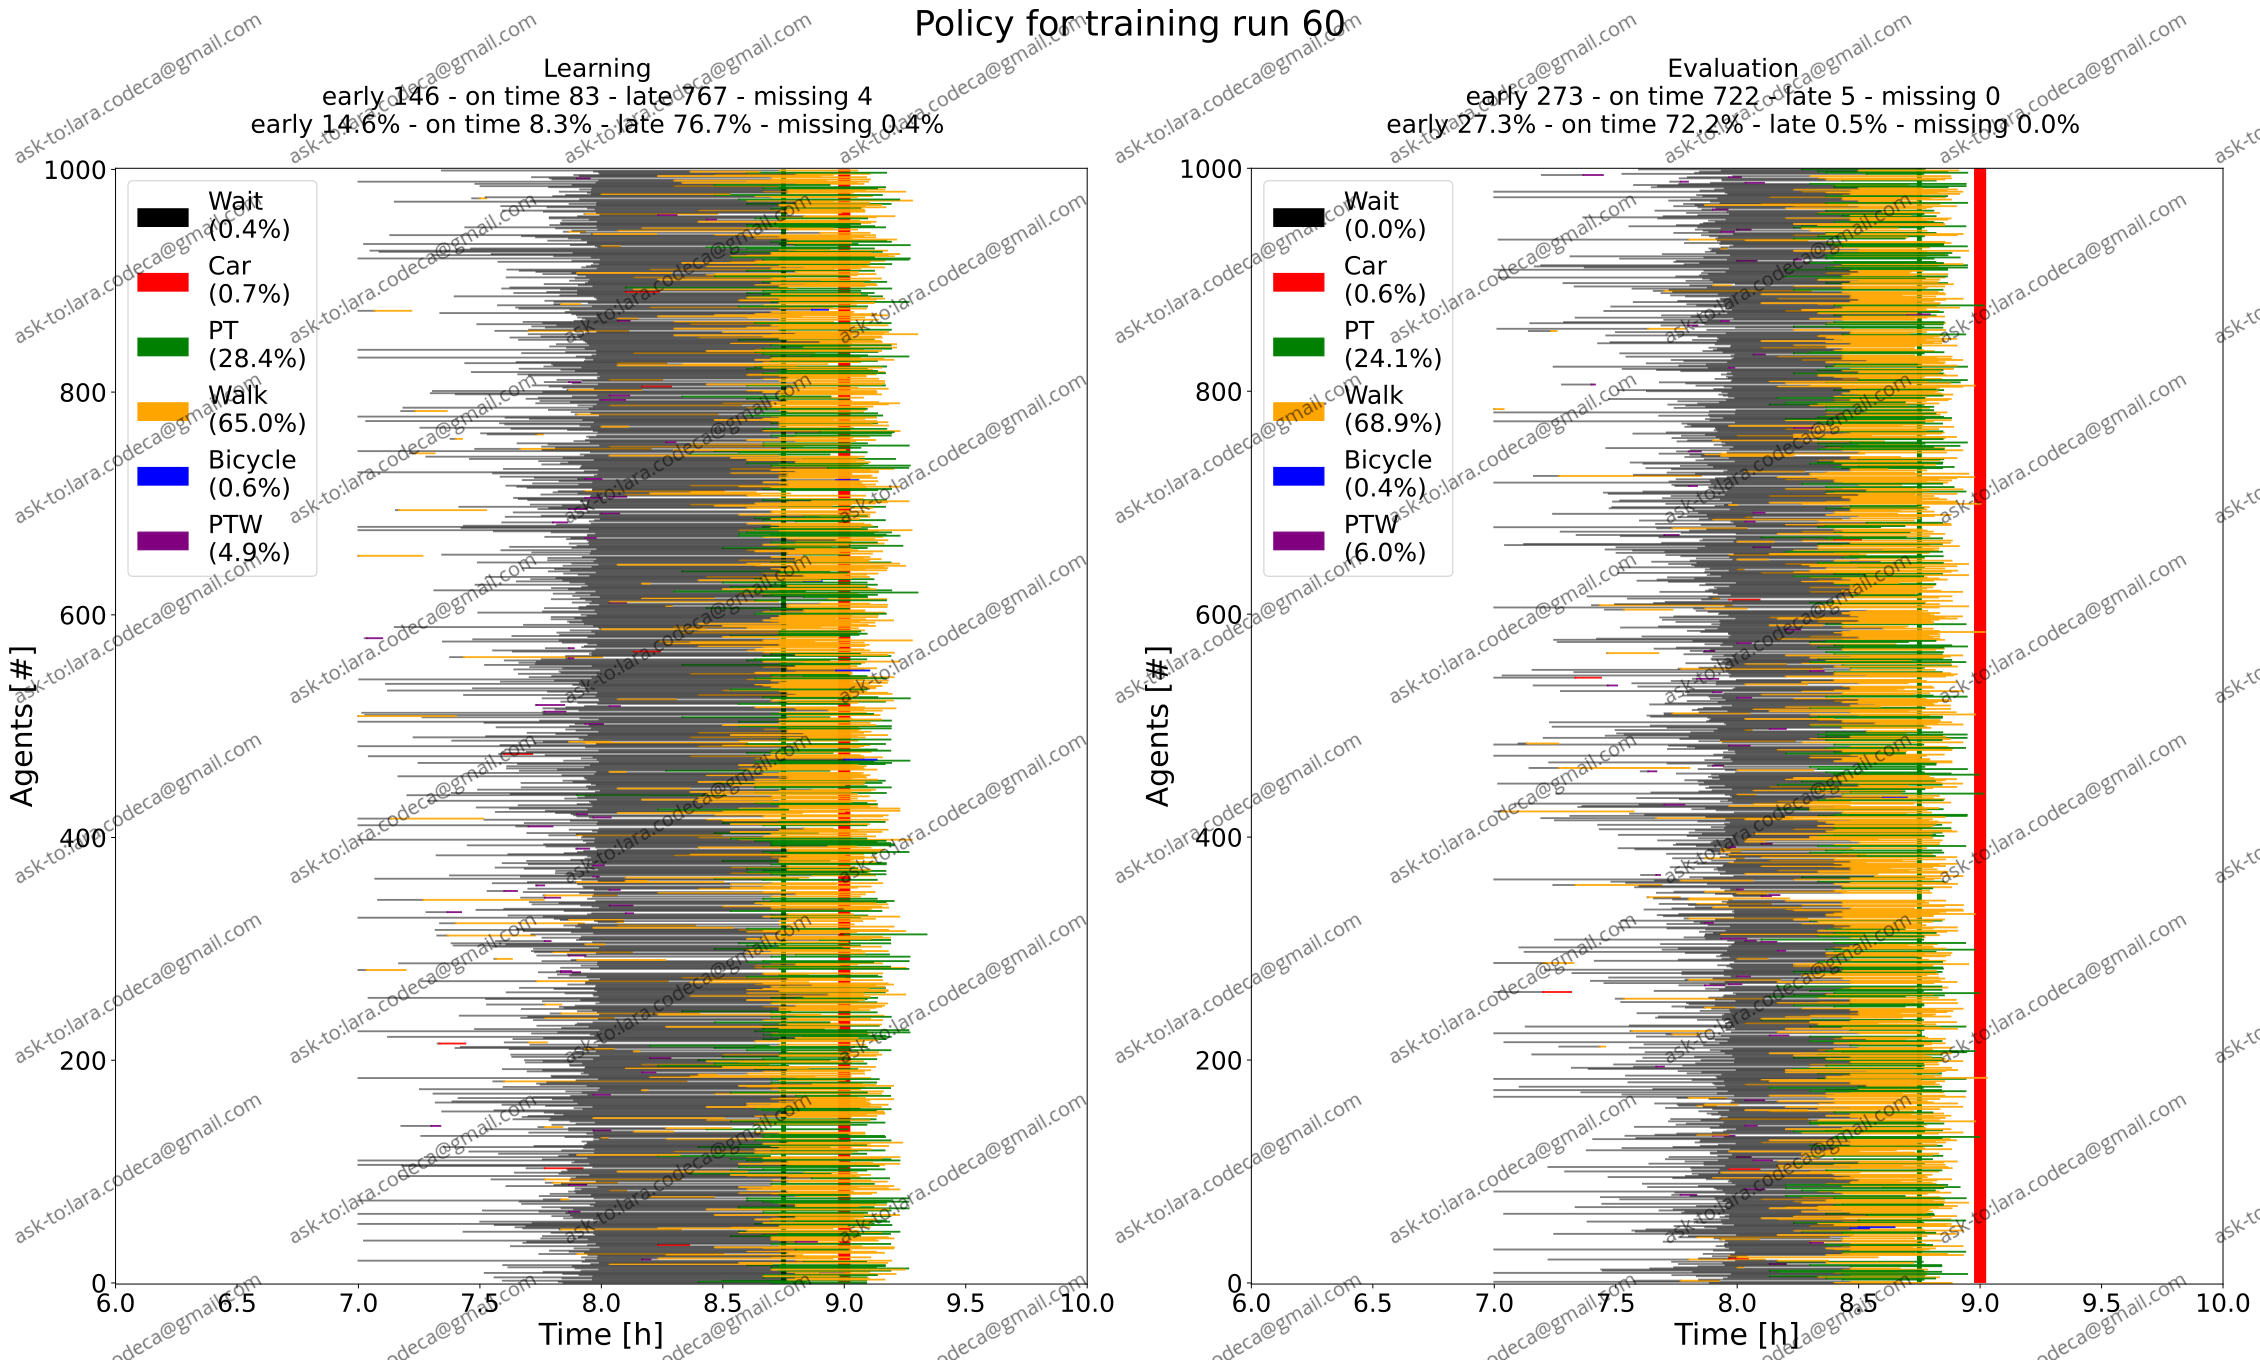 Policy for training run 60
Learning
early 146 - on time 83 - late 767 - missing 4
early 14.6% - on time 8.3% - late 76.7% - missing 0.4%
1000
800
600
400
200
0
Agents [#]
Wait
(0.4%)
Car
(0.7%)
PT
(28.4%)
Walk
(65.0%)
Bicycle
(0.6%)
PTW
(4.9%)
6.0 6.5 7.0 7.5 8.0 8.5 9.0 9.5 10.0
Time [h]
Evaluation
early 273 - on time 722 - late 5 - missing 0
early 27.3% - on time 72.2% - late 0.5% - missing 0.0%
1000
800
600
400
200
0
Agents [#]
Wait
(0.0%)
Car
(0.6%)
PT
(24.1%)
Walk
(68.9%)
Bicycle
(0.4%)
PTW
(6.0%)
6.0 6.5 7.0 7.5 8.0 8.5 9.0 9.5 10.0
Time [h]
ask-to:lara.codeca@gmail.com